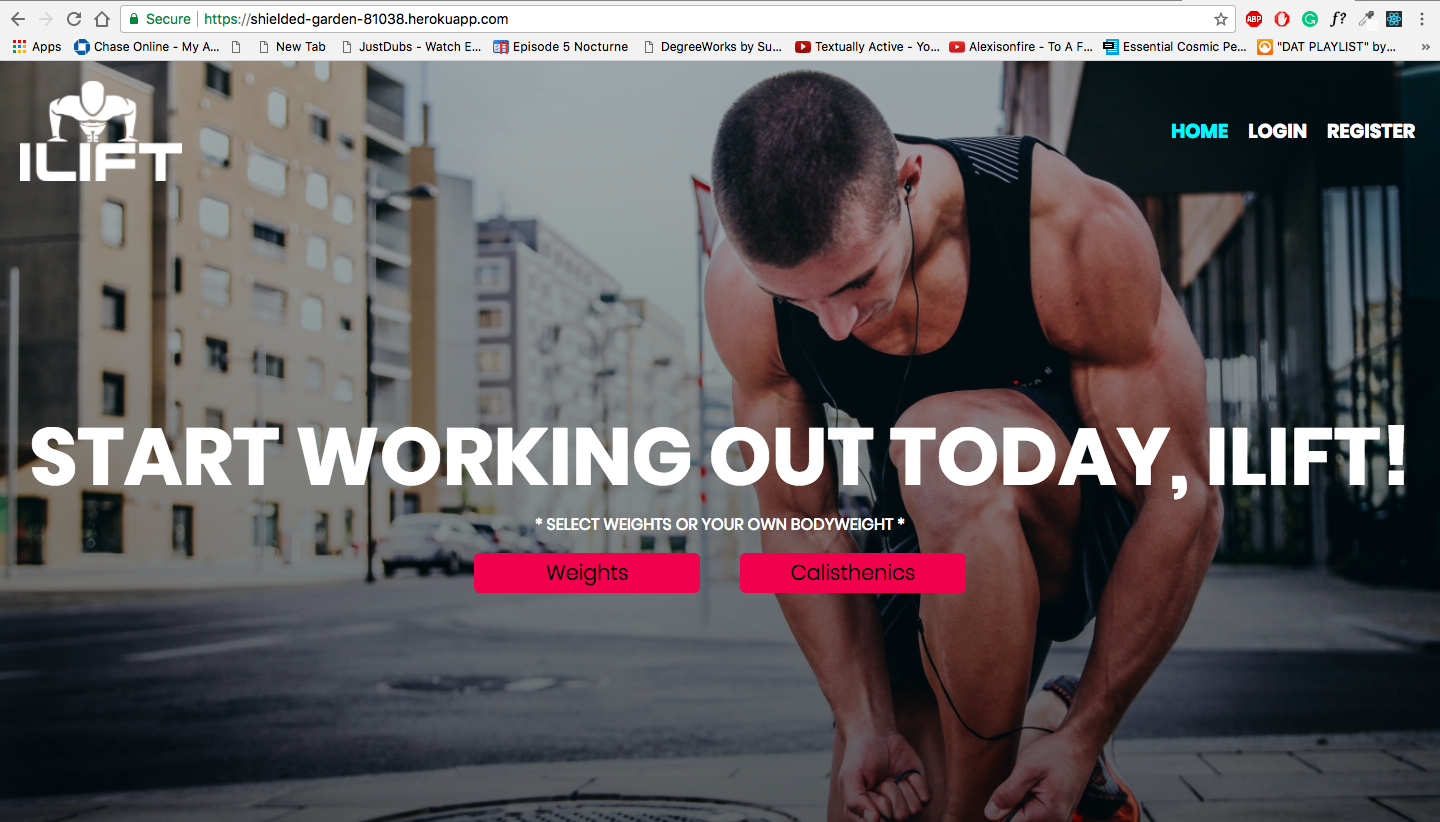 Secure https://shielded-garden-81038.herokuapp.com
ABP f?
Apps Chase Online - My A... New Tab JustDubs - Watch E... Episode 5 Nocturne DegreeWorks by Su... Textually Active - Yo... Alexisonfire - To A F... Essential Cosmic Pe... "DAT PLAYLIST" by... »
ILIFT
HOME LOGIN REGISTER
START WORKING OUT TODAY, ILIFT!
* SELECT WEIGHTS OR YOUR OWN BODYWEIGHT *
Weights Calisthenics